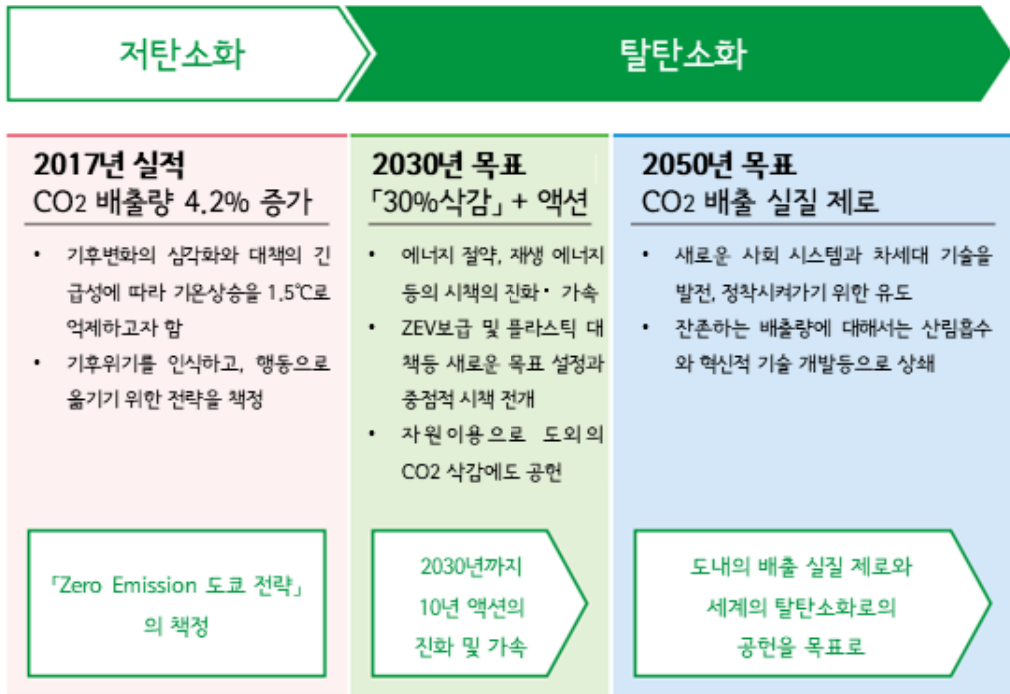 저탄소화
탈탄소화
2017년 실적
CO2 배출량 4.2% 증가
• 기후변화의 심각화와 대책의 긴
급성에 따라 기온상승을 1.5℃로
억제하고자 함
• 기후위기를 인식하고, 행동으로
옮기기 위한 전략을 책정
「Zero Emission 도쿄 전략」
의 책정
2030년 목표
「30%삭감」 + 액션
• 에너지 절약, 재생 에너지
등의 시책의 진화・ 가속
• ZEV보급 및 플라스틱 대
책등 새로운 목표 설정과
중점적 시책 전개
• 자원이용으로 도외의
CO2 삭감에도 공헌
2030년까지
10년 액션의
진화 및 가속
2050년 목표
CO2 배출 실질 제로
• 새로운 사회 시스템과 차세대 기술을
발전, 정착시켜가기 위한 유도
• 잔존하는 배출량에 대해서는 산림흡수
와 혁신적 기술 개발등으로 상쇄
도내의 배출 실질 제로와
세계의 탈탄소화로의
공헌을 목표로